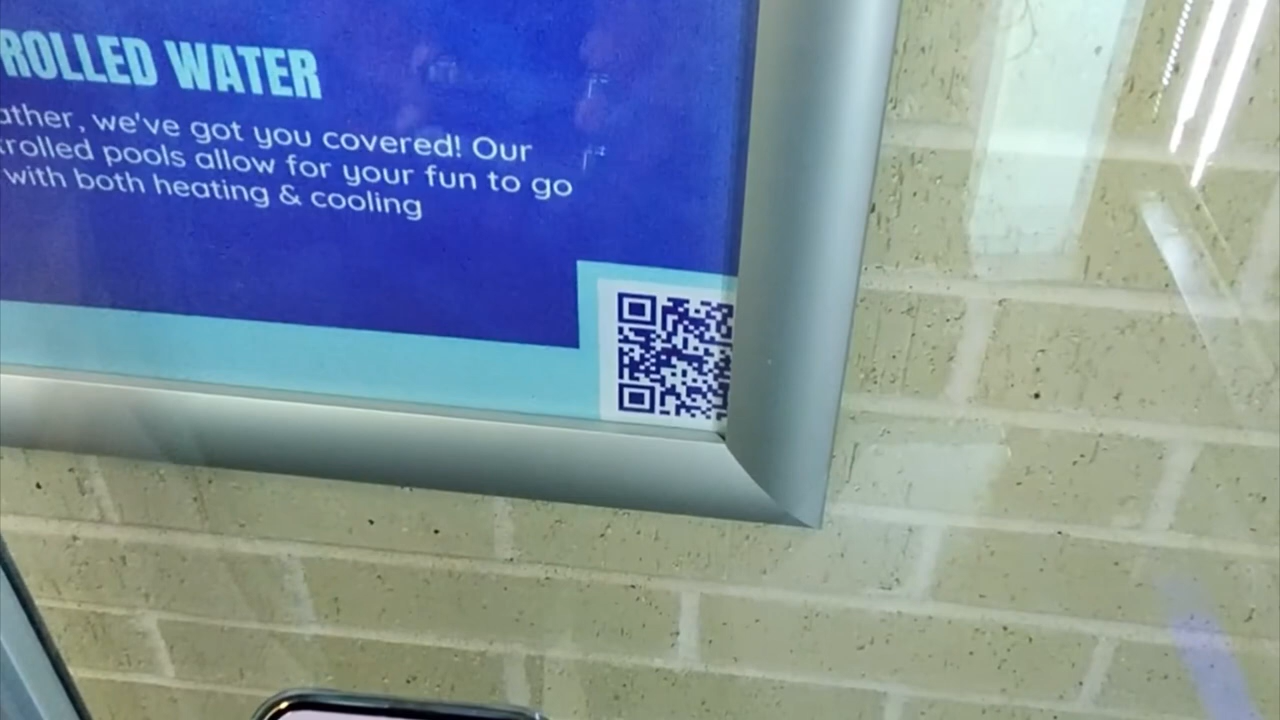 ROLLED WATER
ather, we've got you covered! Our
rolled pools allow for your fun to go
with both heating & cooling